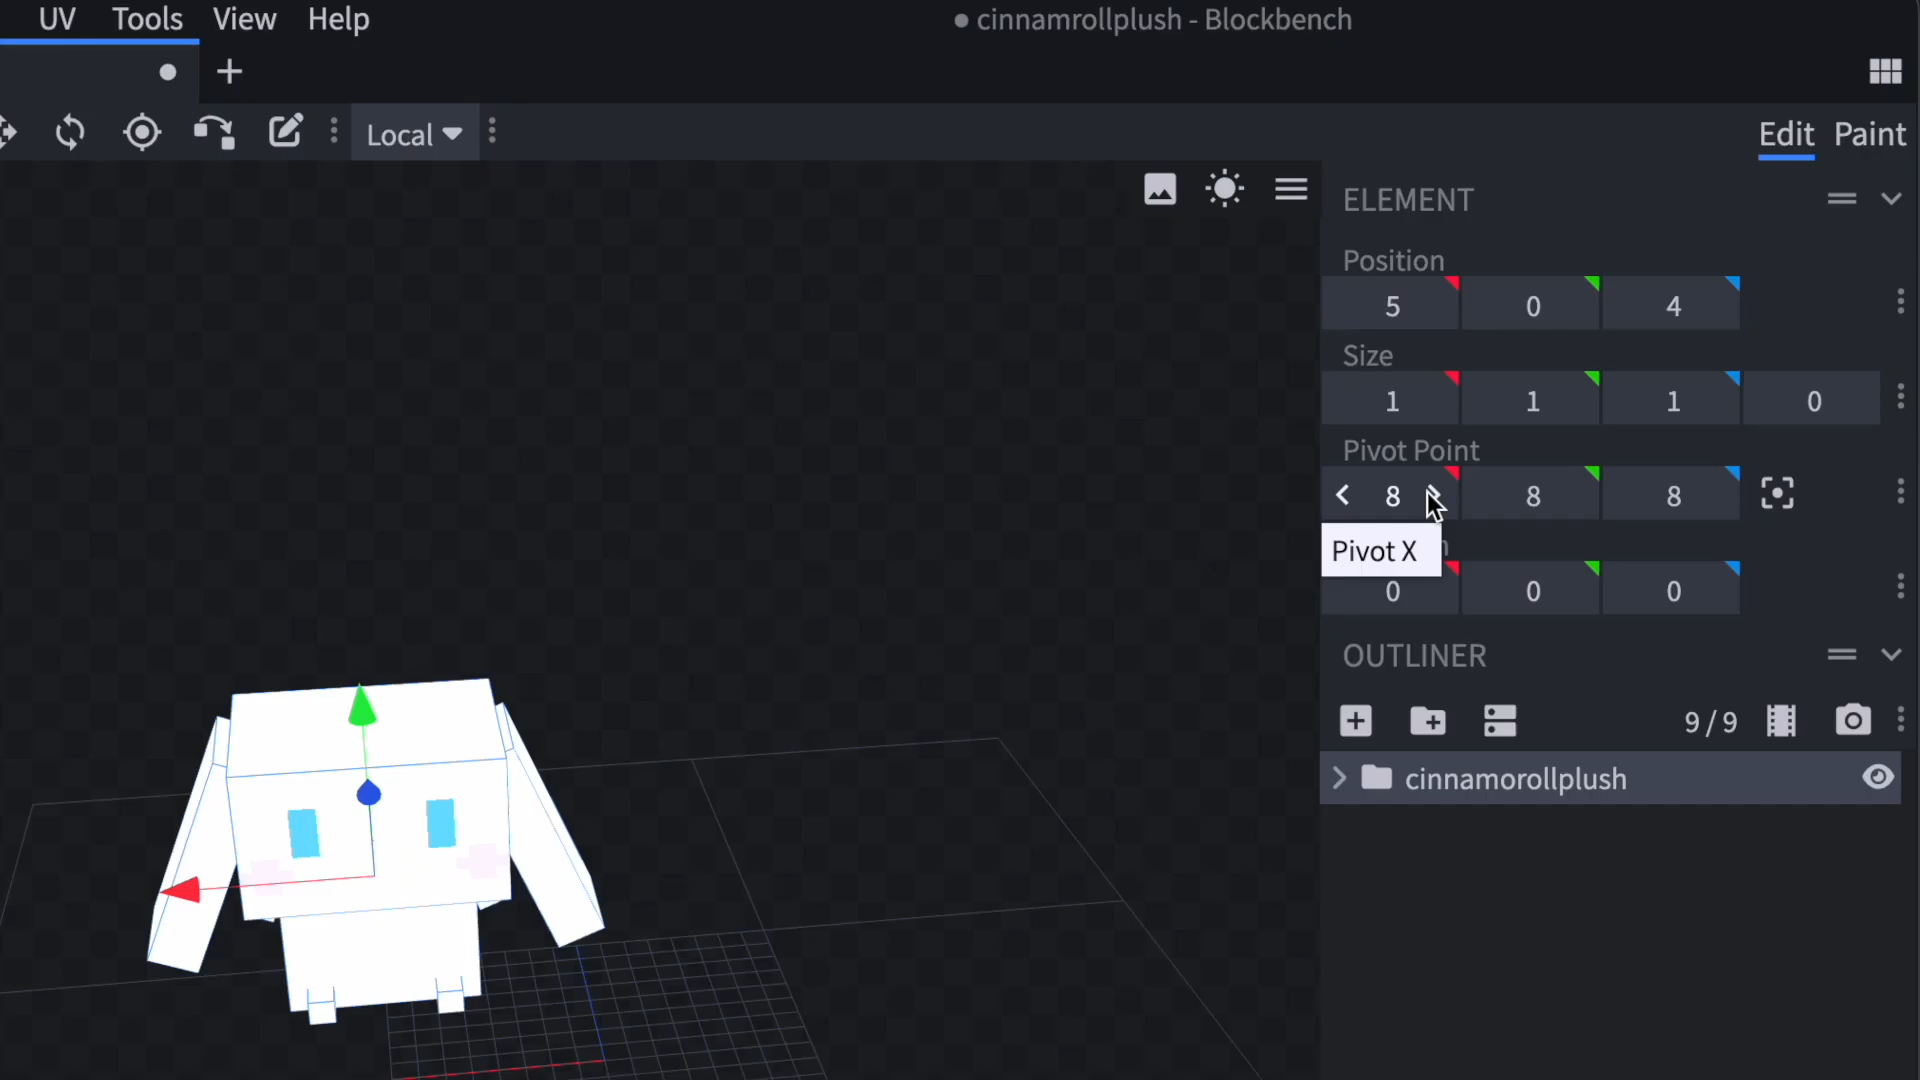 UV Tools View Help
cinnamrollplush - Blockbench
Local
Edit Paint
ELEMENT
Position
5 0 4
Size
1 1 1 0
Pivot Point
8 8 8
Pivot X
0 0 0
OUTLINER
9 / 9
cinnamorollplush